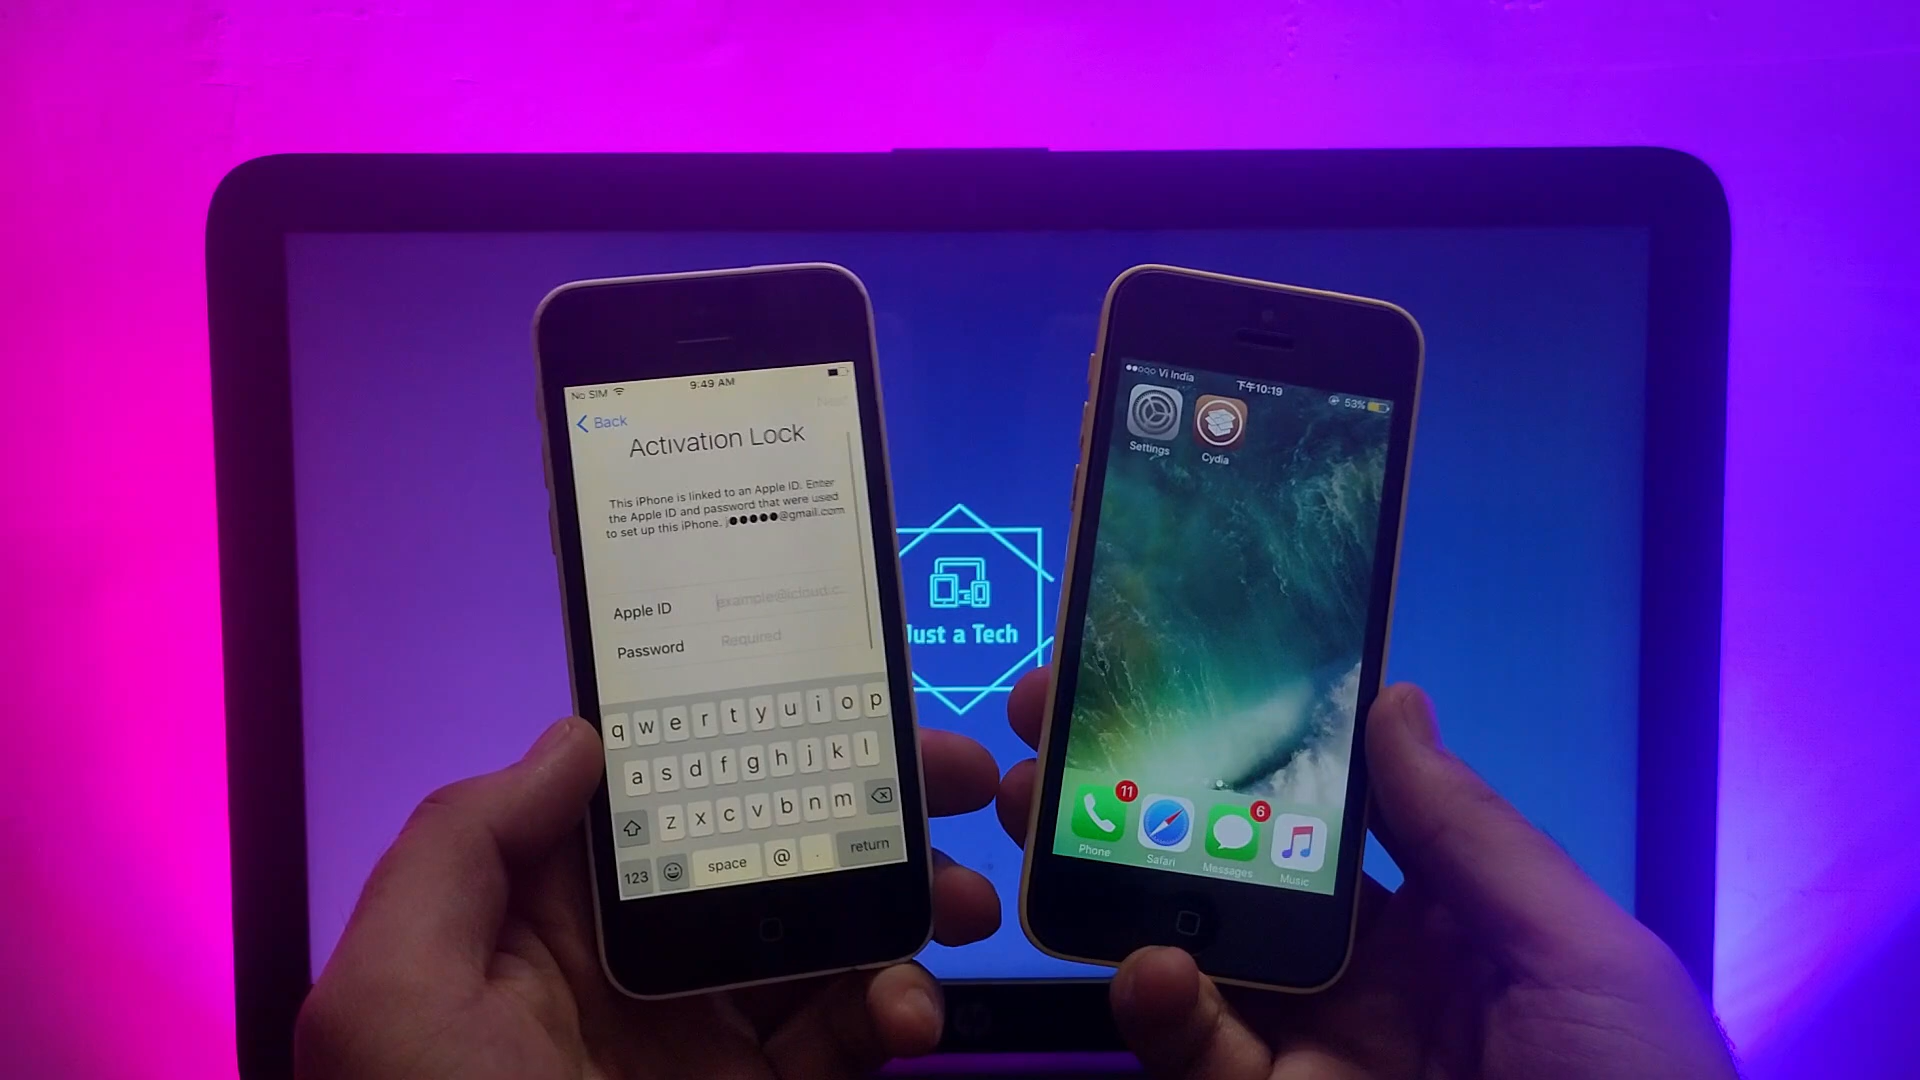 No SIM
9:49 AM
Back
Next
Activation Lock
This iPhone is linked to an Apple ID. Enter
the Apple ID and password that were used
to set up this iPhone. j●●●●●@gmail.com
Apple ID
example@icloud.c...
Password
Required
q w e r t y u i o p
a s d f g h j k l
z x c v b n m
123 space @ . return
Just a Tech
Vi India
下午10:19
53%
Settings
Cydia
11
6
Phone
Safari
Messages
Music